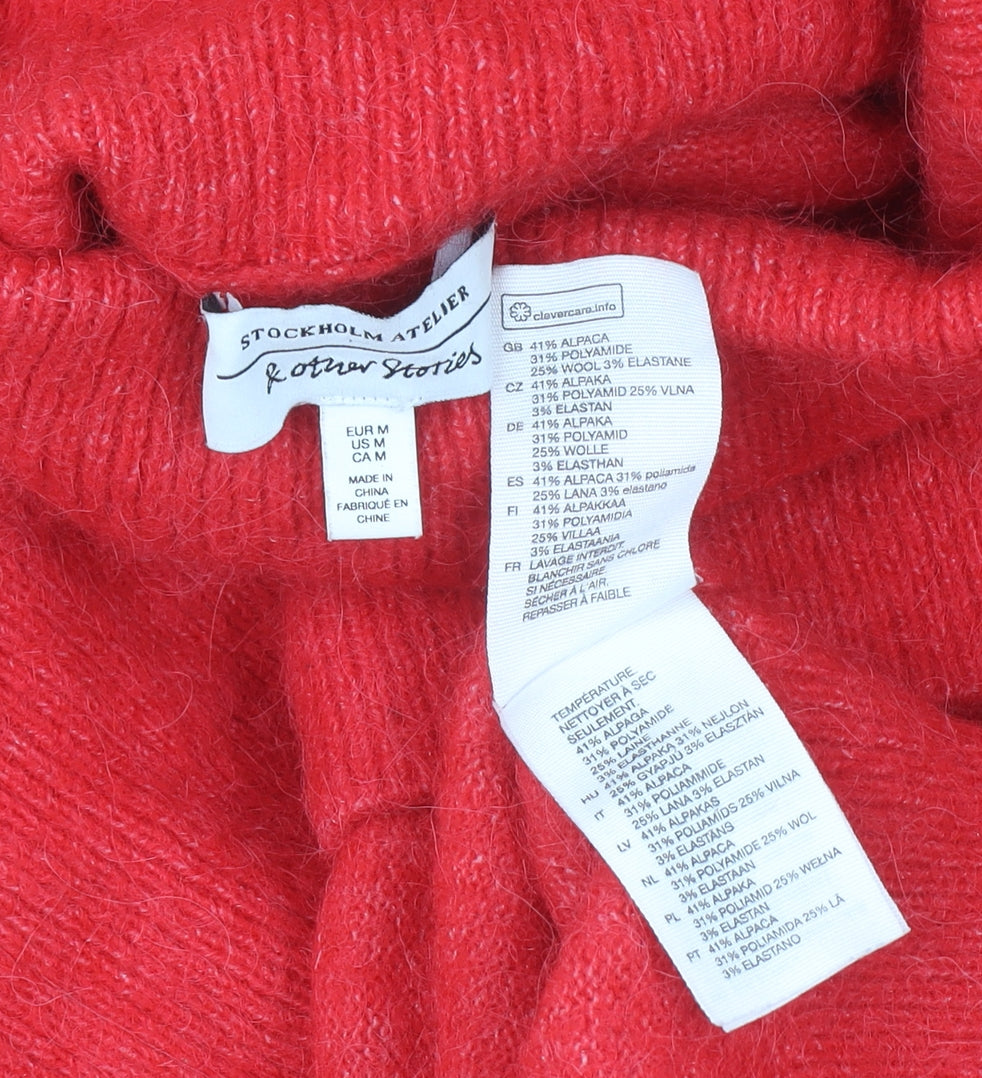 STOCKHOLM ATELIER
& other Stories
EUR M
US M
CA M
MADE IN
CHINA
FABRIQUÉ EN
CHINE
clevercare.info
GB 41% ALPACA
31% POLYAMIDE
25% WOOL 3% ELASTANE
CZ 41% ALPAKA
31% POLYAMID 25% VLNA
3% ELASTAN
DE 41% ALPAKA
31% POLYAMID
25% WOLLE
3% ELASTHAN
ES 41% ALPACA 31% poliamida
25% LANA 3% elastano
FI 41% ALPAKKAA
31% POLYAMIDIA
25% VILLAA
3% ELASTAANIA
FR LAVAGE INTERDIT.
BLANCHIR SANS CHLORE
SI NÉCESSAIRE
SÉCHER À L'AIR,
REPASSER À FAIBLE
TEMPÉRATURE
NETTOYER À SEC
SEULEMENT.
41% ALPAGA
31% POLYAMIDE
25% LAINE
3% ELASTHANNE
HU 41% ALPAKA 31% NEJLON
25% GYAPJÚ 3% ELASZTÁN
IT 41% ALPACA
31% POLIAMMIDE
25% LANA 3% ELASTAN
LV 41% ALPAKAS
31% POLIAMĪDS 25% VILNA
3% ELASTĀNS
NL 41% ALPACA
31% POLYAMIDE 25% WOL
3% ELASTAAN
PL 41% ALPAKA
31% POLIAMID 25% WEŁNA
3% ELASTAN
PT 41% ALPACA
31% POLIAMIDA 25% LÃ
3% ELASTANO